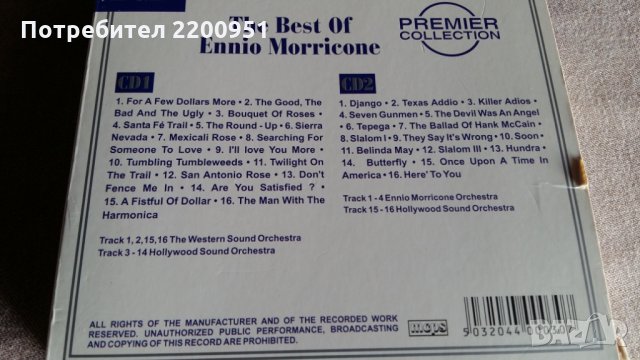 Потребител 2200951
The Best Of
Ennio Morricone
PREMIER
COLLECTION
CD1
1. For A Few Dollars More • 2. The Good, The
Bad And The Ugly • 3. Bouquet Of Roses •
4. Santa Fé Trail • 5. The Round - Up • 6. Sierra
Nevada • 7. Mexicali Rose • 8. Searching For
Someone To Love • 9. I'll love You More •
10. Tumbling Tumbleweeds • 11. Twilight On
The Trail • 12. San Antonio Rose • 13. Don't
Fence Me In • 14. Are You Satisfied ? •
15. A Fistful Of Dollar • 16. The Man With The
Harmonica
Track 1, 2,15,16 The Western Sound Orchestra
Track 3 - 14 Hollywood Sound Orchestra
CD2
1. Django • 2. Texas Addio • 3. Killer Adios •
4. Seven Gunmen • 5. The Devil Was An Angel
• 6. Tepega • 7. The Ballad Of Hank McCain •
8. Slalom I • 9. They Say It's Wrong • 10. Soon •
11. Belinda May • 12. Slalom III • 13. Hundra •
14. Butterfly • 15. Once Upon A Time In
America • 16. Here' To You
Track 1 - 4 Ennio Morricone Orchestra
Track 15 - 16 Hollywood Sound Orchestra
ALL RIGHTS OF THE MANUFACTURER AND OF THE RECORDED WORK
RESERVED. UNAUTHORIZED PUBLIC PERFORMANCE, BROADCASTING
AND COPYING OF THIS RECORD ARE PROHIBITED.
mcps
5 032044 000307